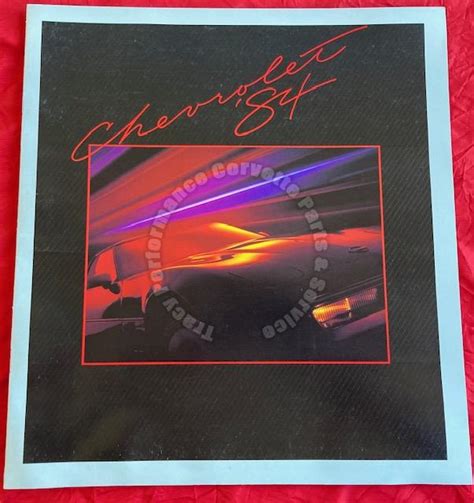 Chevrolet
'84
Tracy Performance Corvette Parts & Service